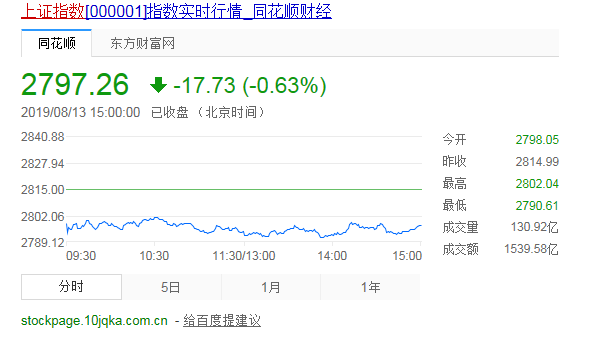 上证指数[000001]指数实时行情_同花顺财经
同花顺 东方财富网
2797.26 -17.73 (-0.63%)
2019/08/13 15:00:00 已收盘 （北京时间）
2840.88
2827.94
2815.00
2802.06
2789.12
09:30 10:30 11:30/13:00 14:00 15:00
今开 2798.05
昨收 2814.99
最高 2802.04
最低 2790.61
成交量 130.92亿
成交额 1539.58亿
分时 5日 1月 1年
stockpage.10jqka.com.cn - 给百度提建议